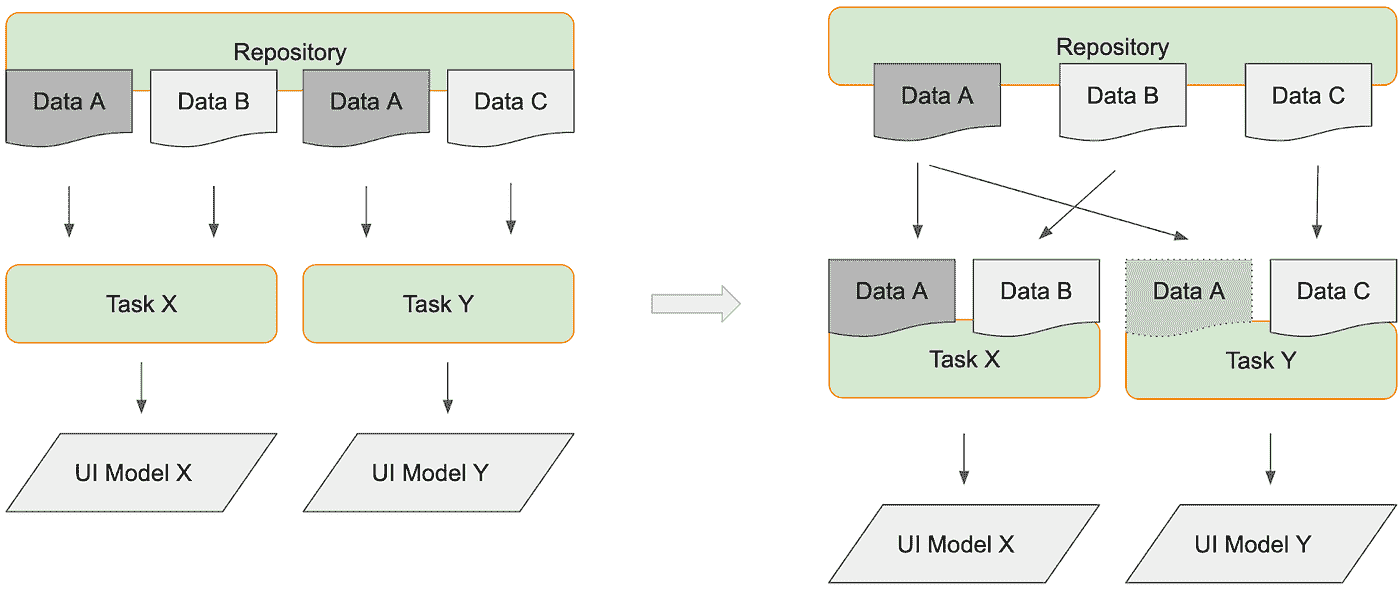 Repository
Data A
Data B
Data A
Data C
Task X
Task Y
UI Model X
UI Model Y
Repository
Data A
Data B
Data C
Data A
Data B
Data A
Data C
Task X
Task Y
UI Model X
UI Model Y